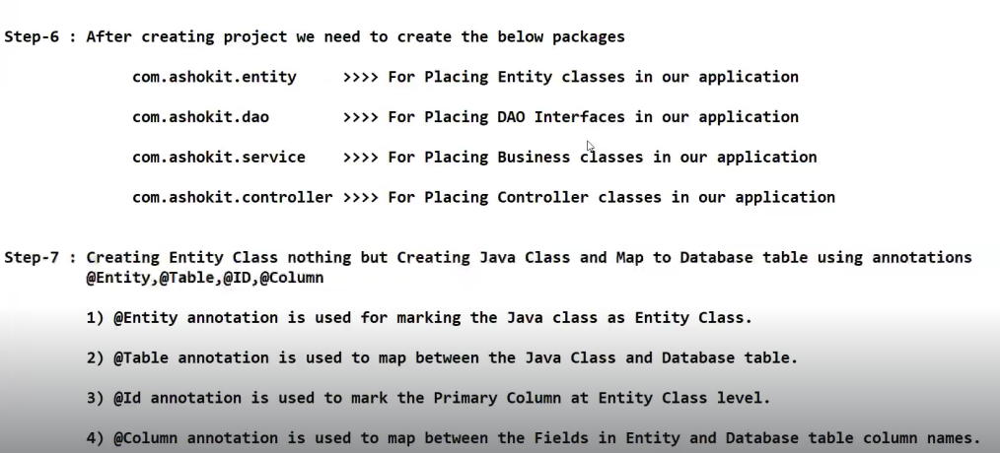 Step-6 : After creating project we need to create the below packages
com.ashokit.entity >>>> For Placing Entity classes in our application
com.ashokit.dao >>>> For Placing DAO Interfaces in our application
com.ashokit.service >>>> For Placing Business classes in our application
com.ashokit.controller >>>> For Placing Controller classes in our application
Step-7 : Creating Entity Class nothing but Creating Java Class and Map to Database table using annotations
@Entity,@Table,@ID,@Column
1) @Entity annotation is used for marking the Java class as Entity Class.
2) @Table annotation is used to map between the Java Class and Database table.
3) @Id annotation is used to mark the Primary Column at Entity Class level.
4) @Column annotation is used to map between the Fields in Entity and Database table column names.